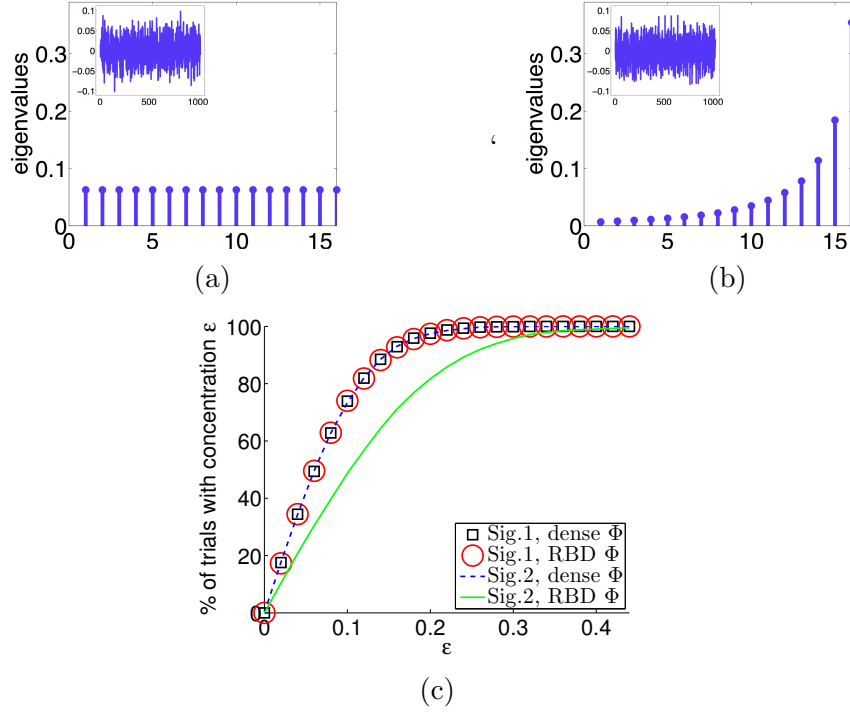 0.1
0.05
0
-0.05
-0.1
0 500 1000
eigenvalues
0.3
0.2
0.1
0
0 5 10 15
(a)
‘
0.1
0.05
0
-0.05
-0.1
0 500 1000
eigenvalues
0.3
0.2
0.1
0
0 5 10 15
(b)
% of trials with concentration ε
100
80
60
40
20
0
0 0.1 0.2 0.3 0.4
ε
Sig.1, dense Φ
Sig.1, RBD Φ
Sig.2, dense Φ
Sig.2, RBD Φ
(c)